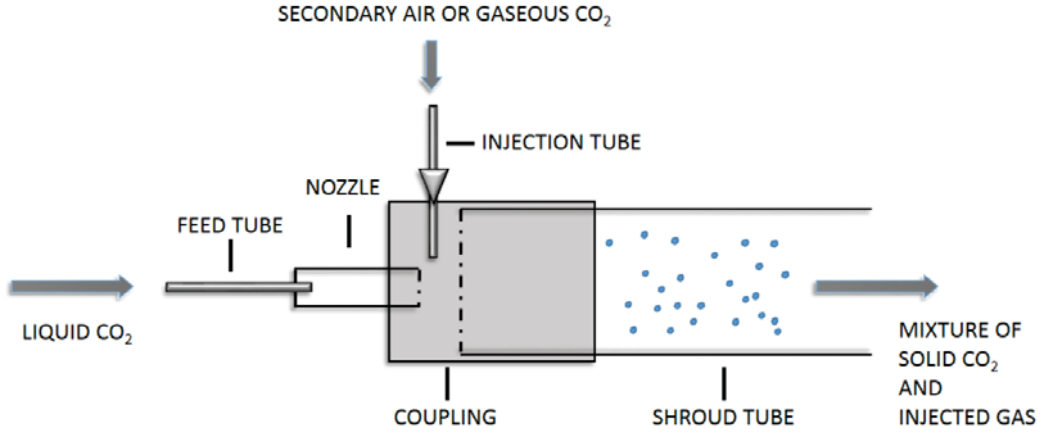 SECONDARY AIR OR GASEOUS CO₂
INJECTION TUBE
NOZZLE
FEED TUBE
LIQUID CO₂
COUPLING
SHROUD TUBE
MIXTURE OF
SOLID CO₂
AND
INJECTED GAS